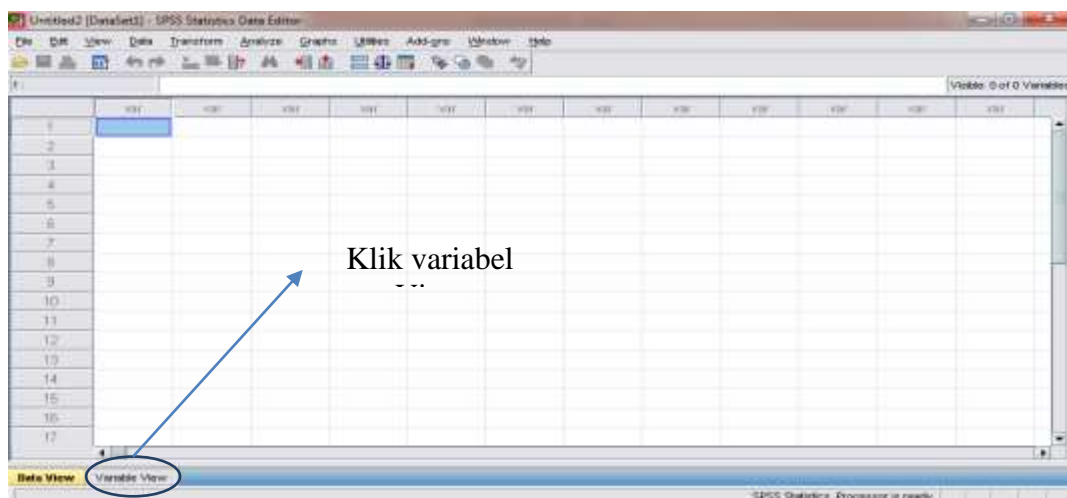 Untitled2 [DataSet3] - SPSS Statistics Data Editor
File Edit View Data Transform Analyze Graphs Utilities Add-ons Window Help
1 :
Visible: 0 of 0 Variables
var var var var var var var var var var var var
1
2
3
4
5
6
7
8
9
10
11
12
13
14
15
16
17
Klik variabel
Data View Variable View
SPSS Statistics Processor is ready